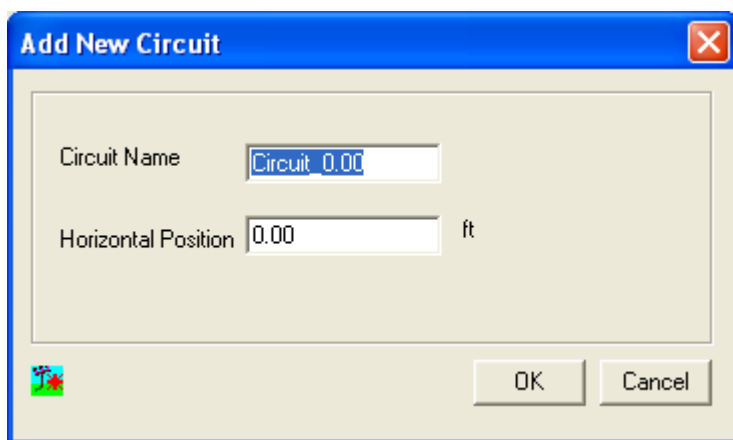 Add New Circuit
Circuit Name Circuit_0.00
Horizontal Position 0.00 ft
OK Cancel